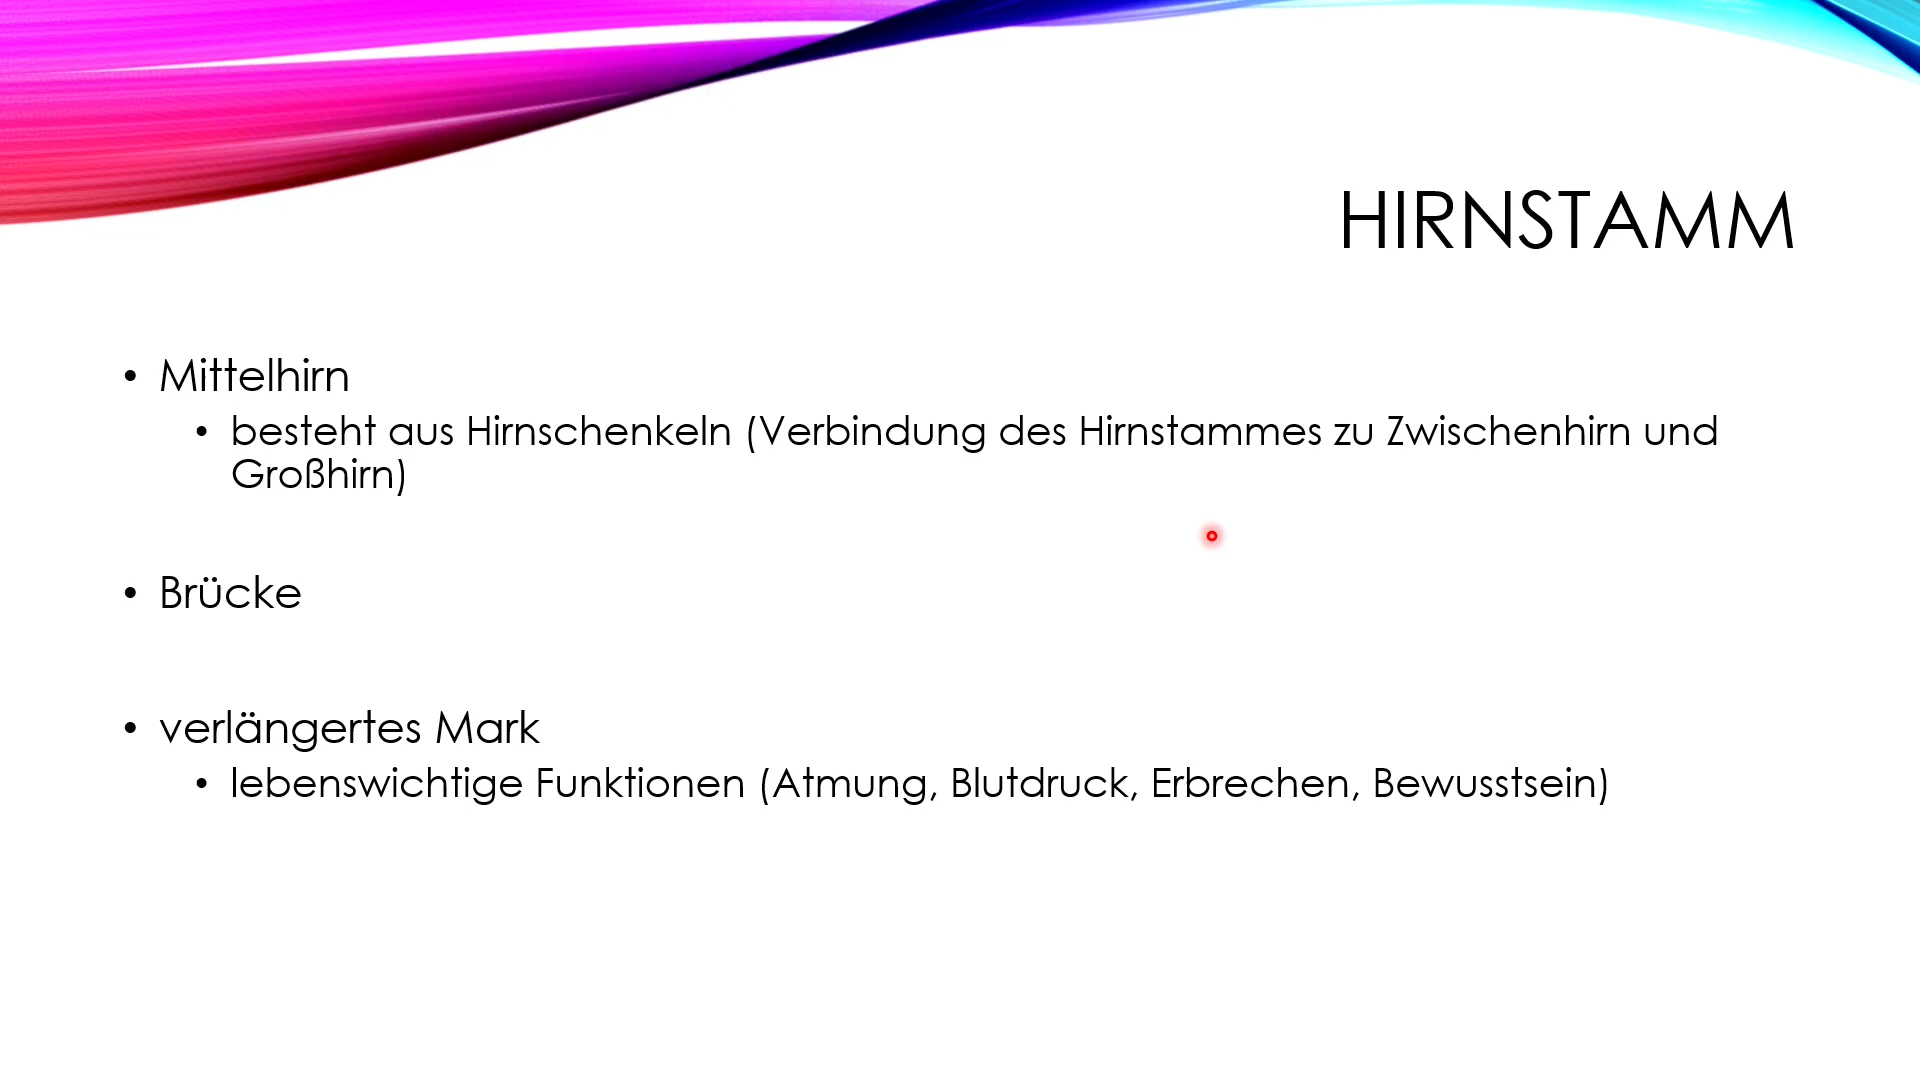 HIRNSTAMM
• Mittelhirn
• besteht aus Hirnschenkeln (Verbindung des Hirnstammes zu Zwischenhirn und
Großhirn)
• Brücke
• verlängertes Mark
• lebenswichtige Funktionen (Atmung, Blutdruck, Erbrechen, Bewusstsein)